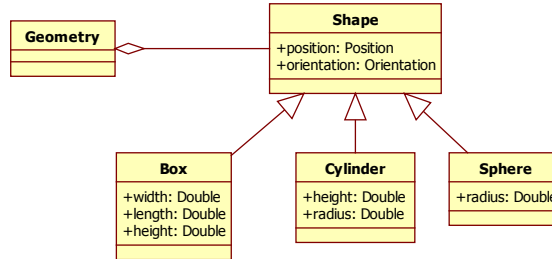 Shape
Geometry
+position: Position
+orientation: Orientation
Box
+width: Double
+length: Double
+height: Double
Cylinder
+height: Double
+radius: Double
Sphere
+radius: Double